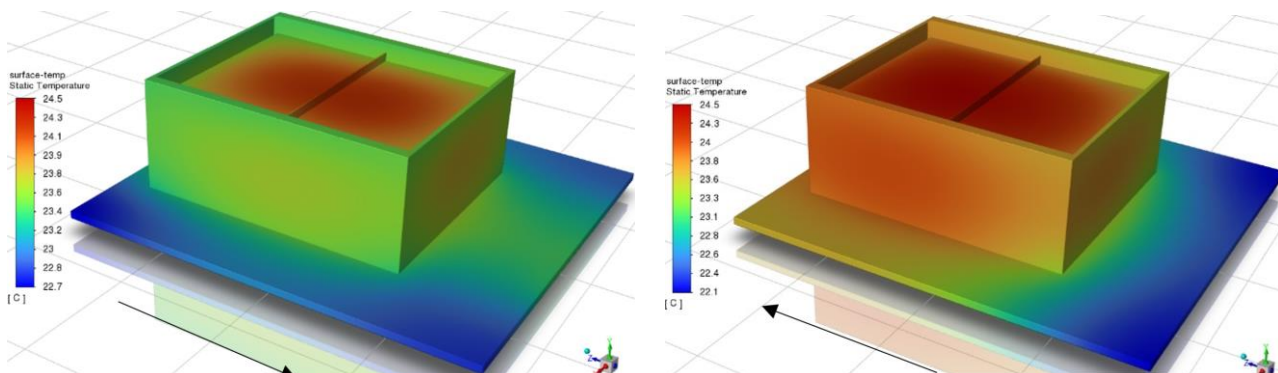 surface-temp
Static Temperature
24.5
24.3
24.1
23.9
23.8
23.6
23.4
23.2
23
22.8
22.7
[ C ]
Y
Z
surface-temp
Static Temperature
24.5
24.3
24
23.8
23.6
23.3
23.1
22.8
22.6
22.4
22.1
[ C ]
Y
Z